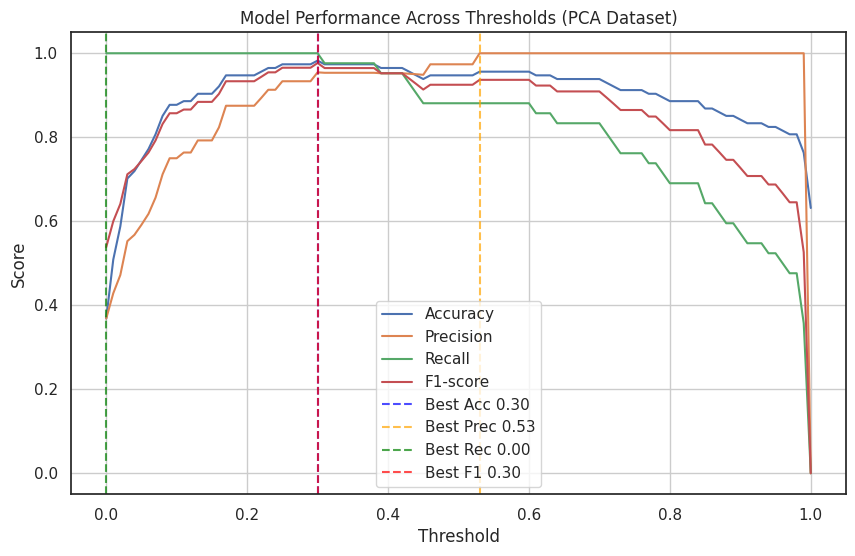 Model Performance Across Thresholds (PCA Dataset)
Score
1.0
0.8
0.6
0.4
0.2
0.0
Accuracy
Precision
Recall
F1-score
Best Acc 0.30
Best Prec 0.53
Best Rec 0.00
Best F1 0.30
0.0 0.2 0.4 0.6 0.8 1.0
Threshold